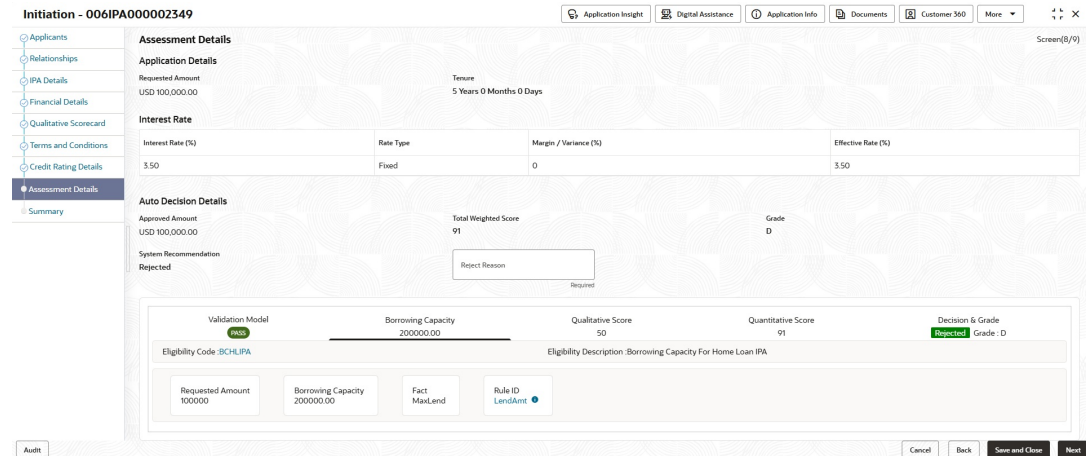 Initiation - 006IPA000002349
Application Insight
Digital Assistance
Application Info
Documents
Customer 360
More
Applicants
Relationships
IPA Details
Financial Details
Qualitative Scorecard
Terms and Conditions
Credit Rating Details
Assessment Details
Summary
Assessment Details
Screen(8/9)
Application Details
Requested Amount
Tenure
USD 100,000.00
5 Years 0 Months 0 Days
Interest Rate
Interest Rate (%) Rate Type Margin / Variance (%) Effective Rate (%)
3.50 Fixed 0 3.50
Auto Decision Details
Approved Amount Total Weighted Score Grade
USD 100,000.00 91 D
System Recommendation
Rejected
Reject Reason
Required
Validation Model Borrowing Capacity Qualitative Score Quantitative Score Decision & Grade
PASS 200000.00 50 91 Rejected Grade : D
Eligibility Code :BCHLIPA Eligibility Description :Borrowing Capacity For Home Loan IPA
Requested Amount Borrowing Capacity Fact Rule ID
100000 200000.00 MaxLend LendAmt
Audit
Cancel
Back
Save and Close
Next